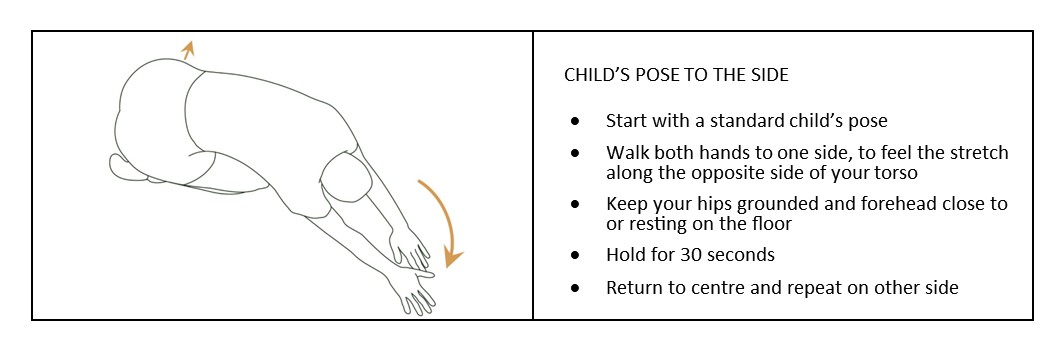 CHILD’S POSE TO THE SIDE
● Start with a standard child’s pose
● Walk both hands to one side, to feel the stretch
along the opposite side of your torso
● Keep your hips grounded and forehead close to
or resting on the floor
● Hold for 30 seconds
● Return to centre and repeat on other side